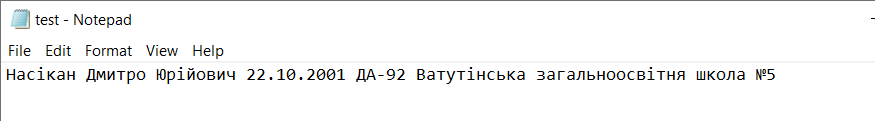 test - Notepad
File Edit Format View Help
Насікан Дмитро Юрійович 22.10.2001 ДА-92 Ватутінська загальноосвітня школа №5